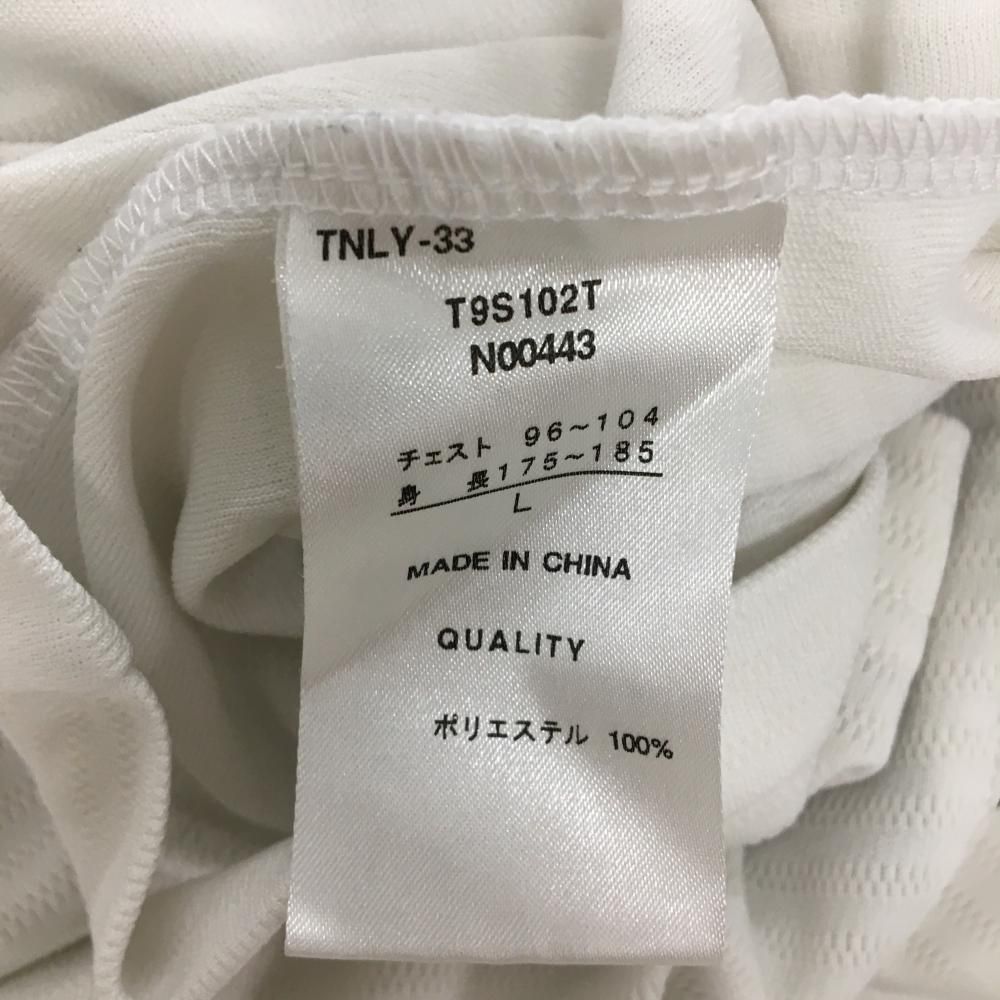 TNLY-33
T9S102T
N00443
チェスト 96～104
身 長175～185
L
MADE IN CHINA
QUALITY
ポリエステル 100%